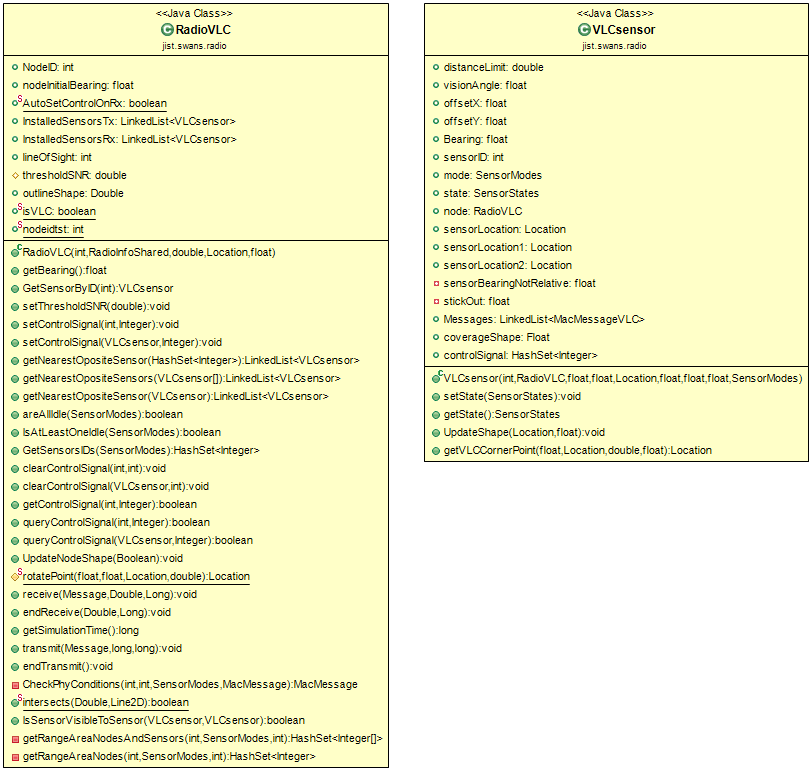 <<Java Class>>
RadioVLC
jist.swans.radio
NodeID: int
nodeInitialBearing: float
AutoSetControlOnRx: boolean
InstalledSensorsTx: LinkedList<VLCsensor>
InstalledSensorsRx: LinkedList<VLCsensor>
lineOfSight: int
thresholdSNR: double
outlineShape: Double
isVLC: boolean
nodeidtst: int
RadioVLC(int,RadioInfoShared,double,Location,float)
getBearing():float
GetSensorByID(int):VLCsensor
setThresholdSNR(double):void
setControlSignal(int,Integer):void
setControlSignal(VLCsensor,Integer):void
getNearestOpositeSensor(HashSet<Integer>):LinkedList<VLCsensor>
getNearestOpositeSensors(VLCsensor[]):LinkedList<VLCsensor>
getNearestOpositeSensor(VLCsensor):LinkedList<VLCsensor>
areAllIdle(SensorModes):boolean
IsAtLeastOneIdle(SensorModes):boolean
GetSensorsIDs(SensorModes):HashSet<Integer>
clearControlSignal(int,int):void
clearControlSignal(VLCsensor,int):void
getControlSignal(int,Integer):boolean
queryControlSignal(int,Integer):boolean
queryControlSignal(VLCsensor,Integer):boolean
UpdateNodeShape(Boolean):void
rotatePoint(float,float,Location,double):Location
receive(Message,Double,Long):void
endReceive(Double,Long):void
getSimulationTime():long
transmit(Message,long,long):void
endTransmit():void
CheckPhyConditions(int,int,SensorModes,MacMessage):MacMessage
intersects(Double,Line2D):boolean
IsSensorVisibleToSensor(VLCsensor,VLCsensor):boolean
getRangeAreaNodesAndSensors(int,SensorModes,int):HashSet<Integer[]>
getRangeAreaNodes(int,SensorModes,int):HashSet<Integer>
<<Java Class>>
VLCsensor
jist.swans.radio
distanceLimit: double
visionAngle: float
offsetX: float
offsetY: float
Bearing: float
sensorID: int
mode: SensorModes
state: SensorStates
node: RadioVLC
sensorLocation: Location
sensorLocation1: Location
sensorLocation2: Location
sensorBearingNotRelative: float
stickOut: float
Messages: LinkedList<MacMessageVLC>
coverageShape: Float
controlSignal: HashSet<Integer>
VLCsensor(int,RadioVLC,float,float,Location,float,float,float,SensorModes)
setState(SensorStates):void
getState():SensorStates
UpdateShape(Location,float):void
getVLCCornerPoint(float,Location,double,float):Location